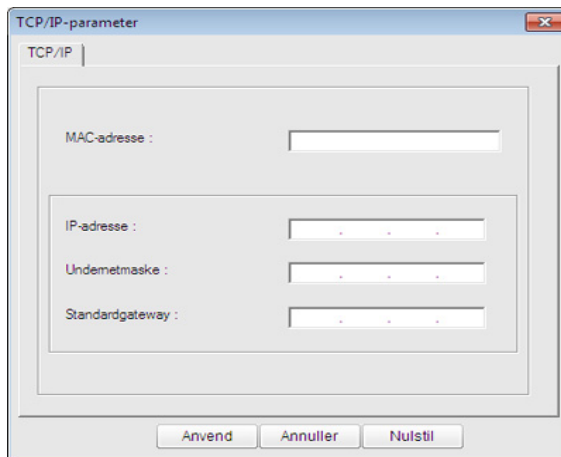 TCP/IP-parameter
TCP/IP
MAC-adresse :
IP-adresse :
Undernetmaske :
Standardgateway :
Anvend Annuller Nulstil